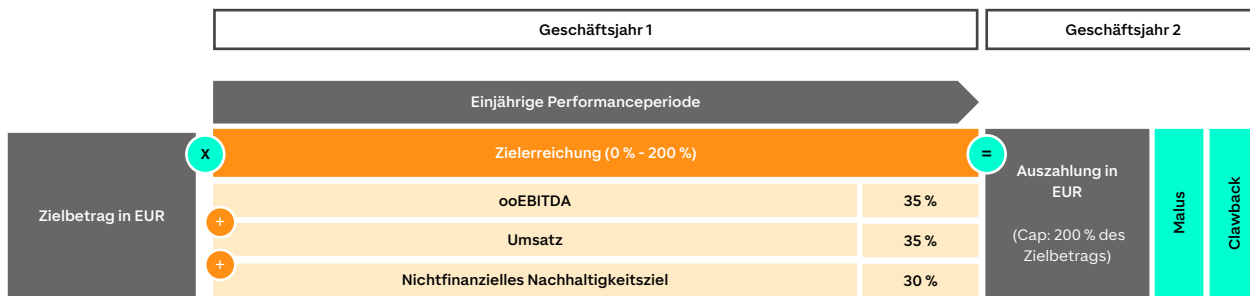 Geschäftsjahr 1
Geschäftsjahr 2
Einjährige Performanceperiode
Zielbetrag in EUR
x
Zielerreichung (0 % - 200 %)
=
ooEBITDA
35 %
+
Umsatz
35 %
+
Nichtfinanzielles Nachhaltigkeitsziel
30 %
Auszahlung in
EUR
(Cap: 200 % des
Zielbetrags)
Malus
Clawback